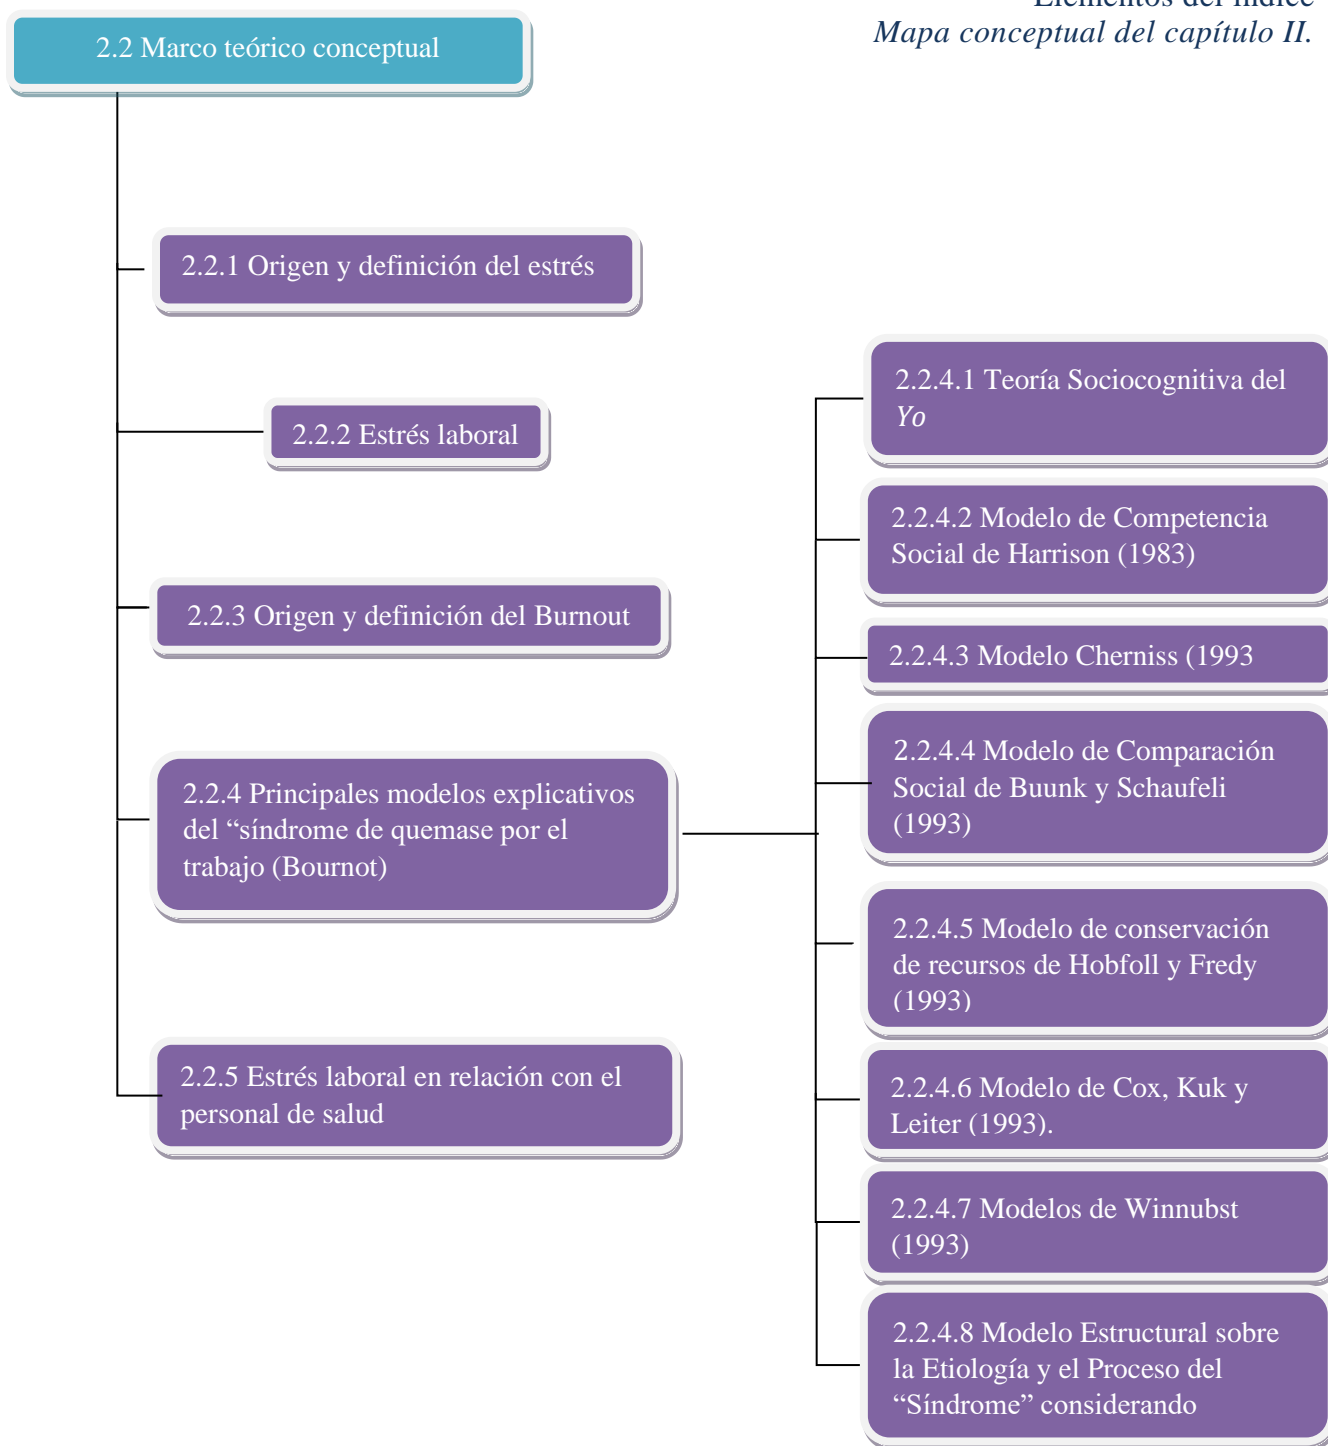 Elementos del índice
Mapa conceptual del capítulo II.
2.2 Marco teórico conceptual
2.2.1 Origen y definición del estrés
2.2.2 Estrés laboral
2.2.3 Origen y definición del Burnout
2.2.4 Principales modelos explicativos
del “síndrome de quemase por el
trabajo (Bournot)
2.2.5 Estrés laboral en relación con el
personal de salud
2.2.4.1 Teoría Sociocognitiva del
Yo
2.2.4.2 Modelo de Competencia
Social de Harrison (1983)
2.2.4.3 Modelo Cherniss (1993
2.2.4.4 Modelo de Comparación
Social de Buunk y Schaufeli
(1993)
2.2.4.5 Modelo de conservación
de recursos de Hobfoll y Fredy
(1993)
2.2.4.6 Modelo de Cox, Kuk y
Leiter (1993).
2.2.4.7 Modelos de Winnubst
(1993)
2.2.4.8 Modelo Estructural sobre
la Etiología y el Proceso del
“Síndrome” considerando